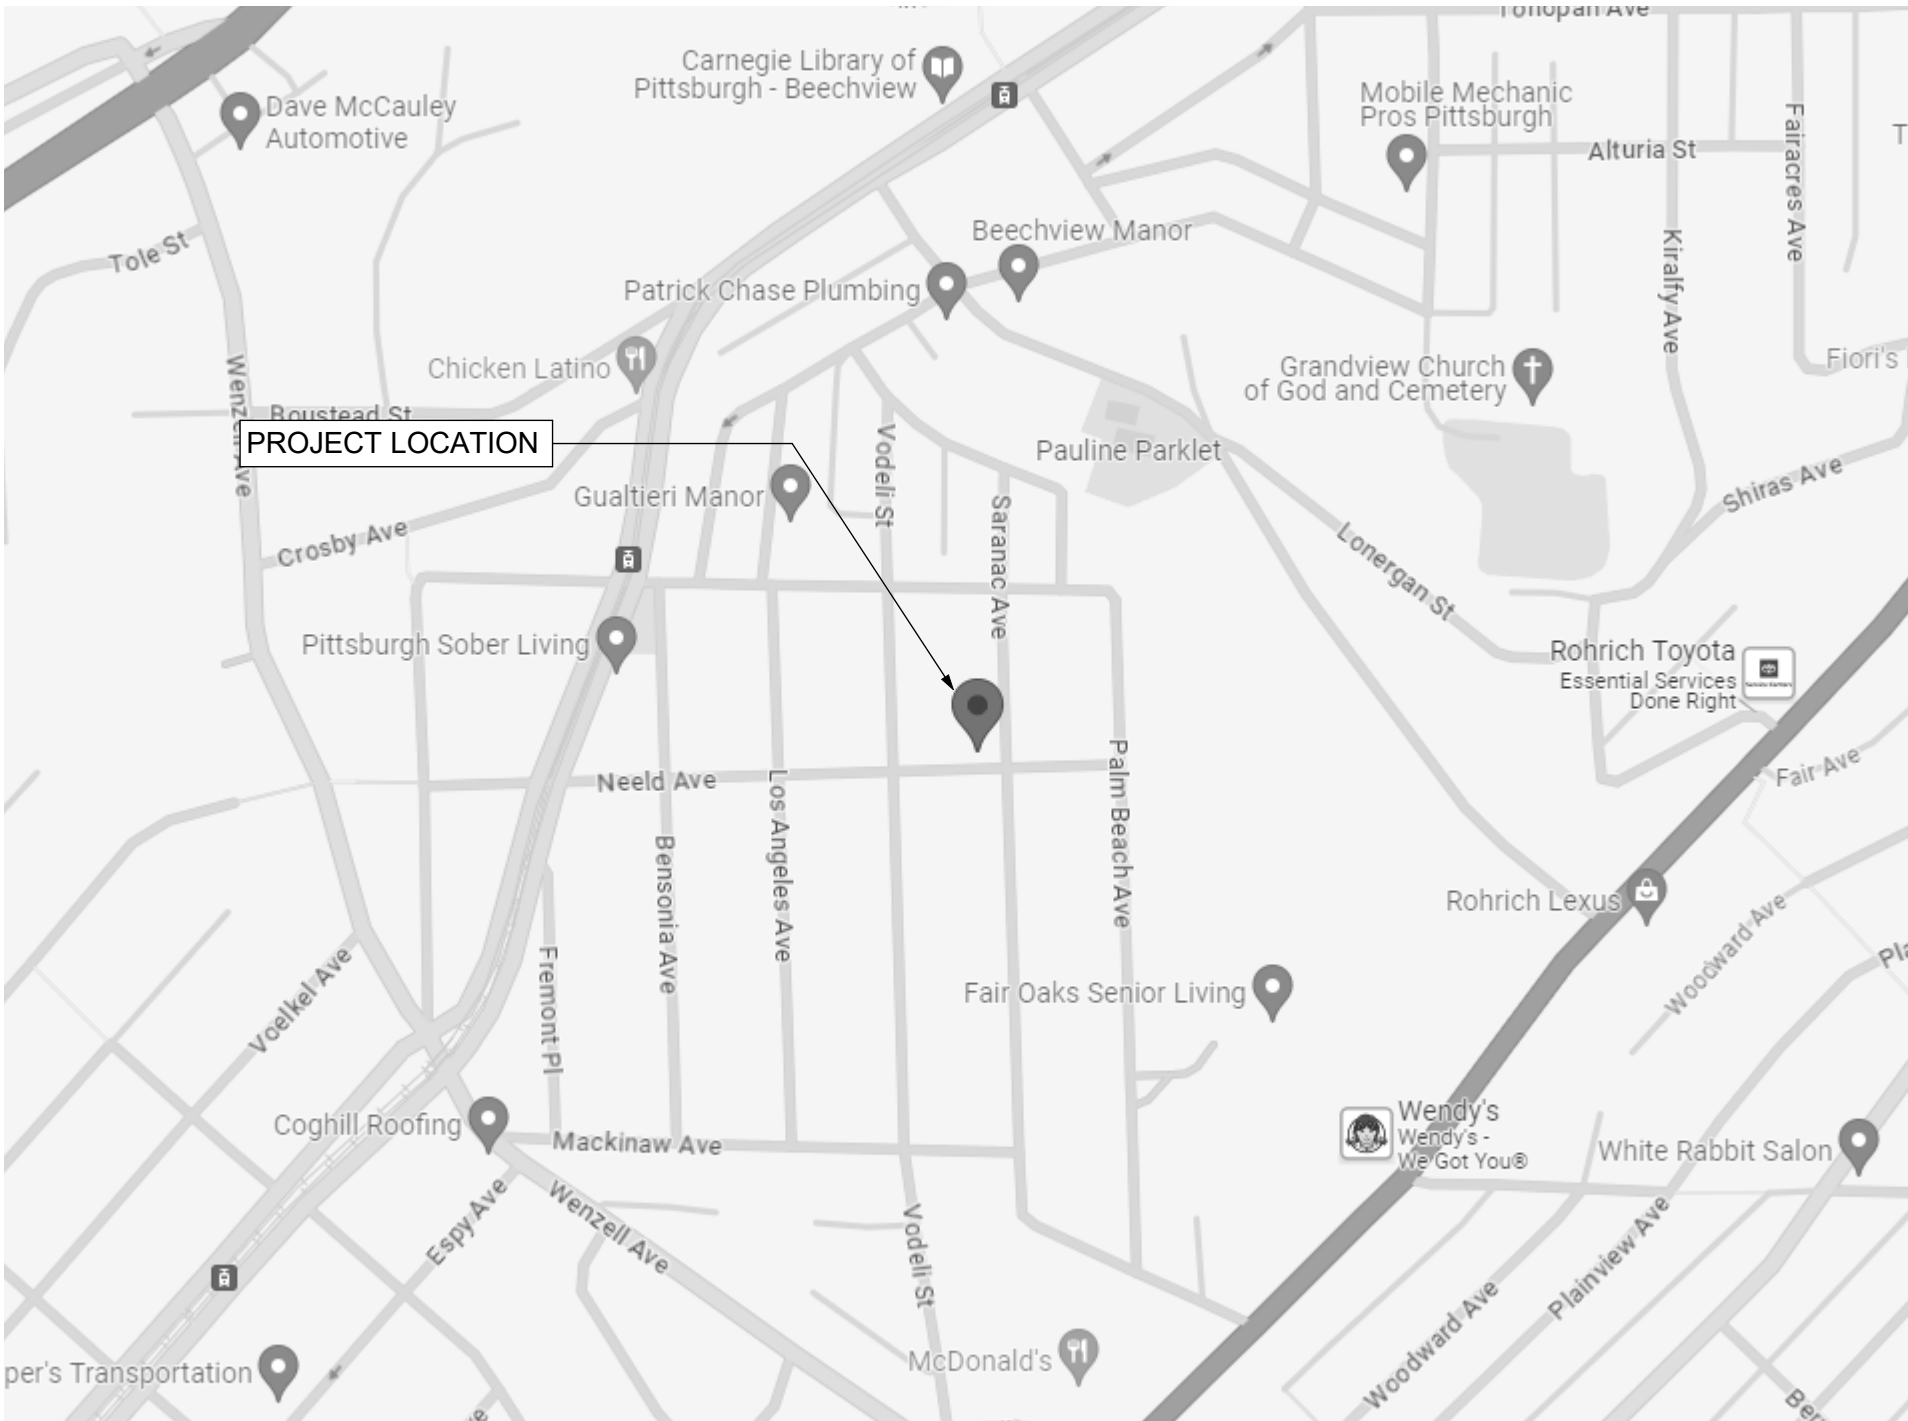 Tonopah Ave
Carnegie Library of
Pittsburgh - Beechview
Dave McCauley
Automotive
Mobile Mechanic
Pros Pittsburgh
Alturia St
Fairacres Ave
Tole St
Beechview Manor
Kiralfy Ave
Patrick Chase Plumbing
Chicken Latino
Grandview Church
of God and Cemetery
Fiori's
Wenzell Ave
Boustead St
PROJECT LOCATION
Vodeli St
Pauline Parklet
Gualtieri Manor
Saranac Ave
Shiras Ave
Crosby Ave
Lonergan St
Pittsburgh Sober Living
Rohrich Toyota
Essential Services
Done Right
Neeld Ave
Los Angeles Ave
Palm Beach Ave
Fair Ave
Bensonia Ave
Rohrich Lexus
Woodward Ave
Voelkel Ave
Fremont Pl
Fair Oaks Senior Living
Pla
Coghill Roofing
Mackinaw Ave
Wendy's
Wendy's -
We Got You®
White Rabbit Salon
Espy Ave
Wenzell Ave
Vodeli St
Plainview Ave
Woodward Ave
McDonald's
per's Transportation
Ber